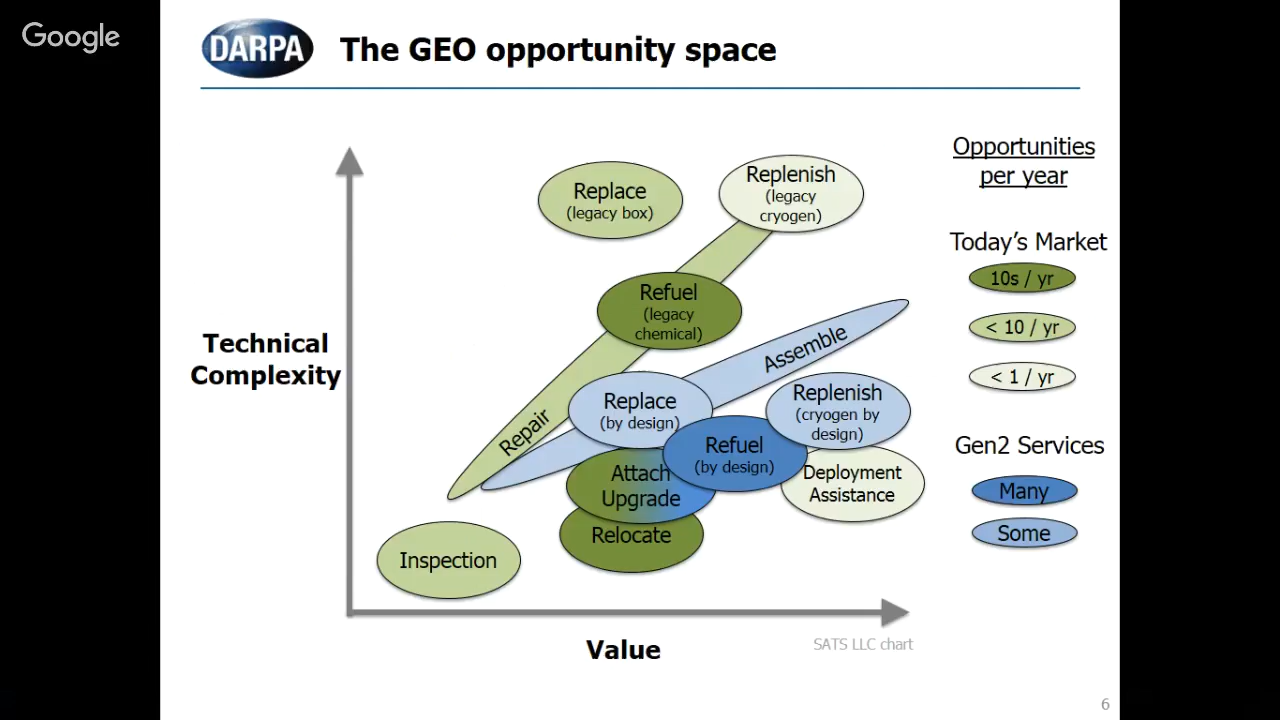 Google
DARPA
The GEO opportunity space
Opportunities
per year
Replace
(legacy box)
Replenish
(legacy
cryogen)
Today's Market
10s / yr
< 10 / yr
< 1 / yr
Refuel
(legacy
chemical)
Technical
Complexity
Assemble
Repair
Replace
(by design)
Replenish
(cryogen by
design)
Refuel
(by design)
Attach
Upgrade
Deployment
Assistance
Relocate
Inspection
Gen2 Services
Many
Some
Value
SATS LLC chart
6